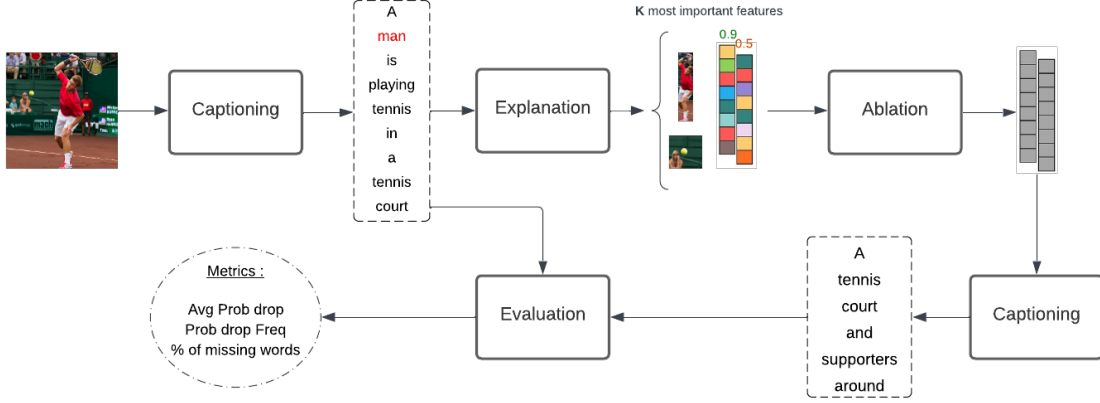 K most important features
A
man
is
playing
tennis
in
a
tennis
court
Captioning
Explanation
0.9
0.5
Ablation
Metrics :
Avg Prob drop
Prob drop Freq
% of missing words
Evaluation
A
tennis
court
and
supporters
around
Captioning